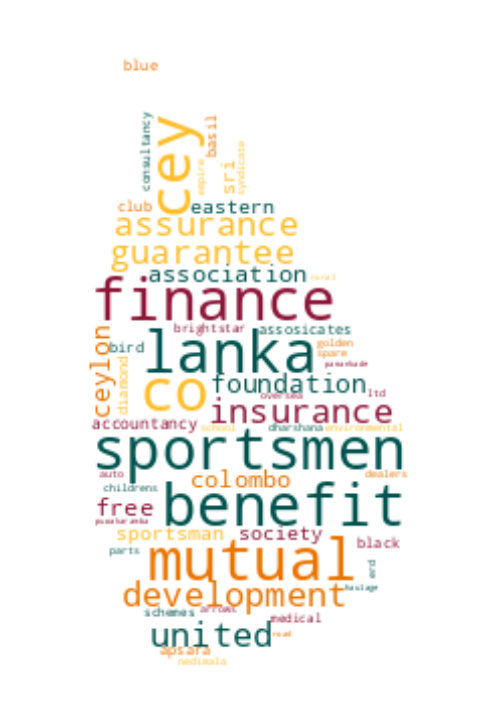 blue
consultancy
cey
basil
empire
sri
syndicate
club
eastern
assurance
guarantee
association
rural
finance
brightstar
assosicates
ceylon
bird
lanka
golden
spare
diamond
co
foundation
oversea
ltd
insurance
accountancy
school
dharshana
environmental
sportsmen
auto
colombo
dealers
childrens
benefit
free
sportsman
society
black
parts
mutual
erd
haulage
development
schemes
arrows
medical
united
road
apsara
nedimala